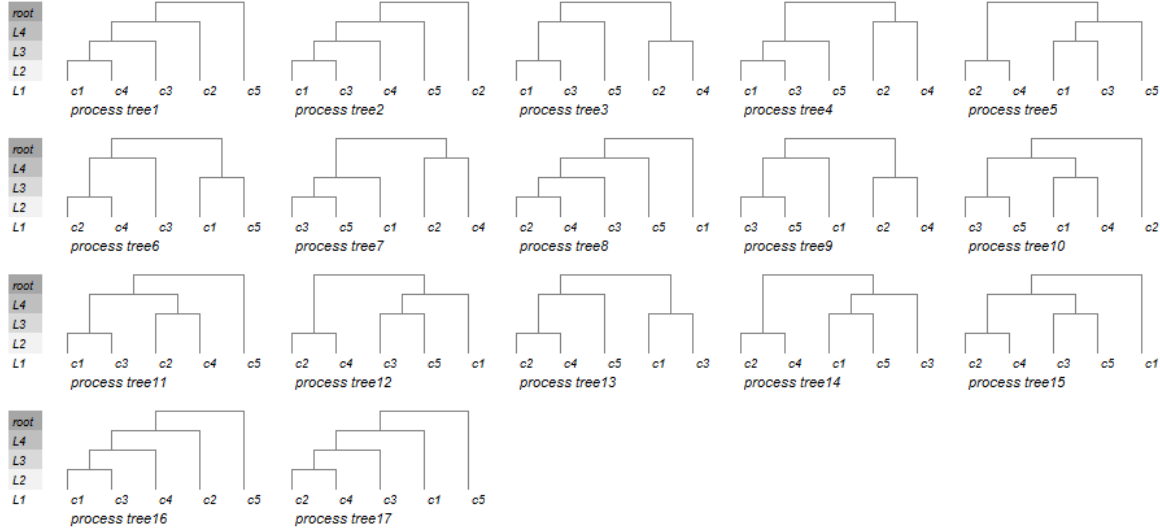 root
L4
L3
L2
L1 c1 c4 c3 c2 c5 c1 c3 c4 c5 c2 c1 c3 c5 c2 c4 c1 c3 c5 c2 c4 c2 c4 c1 c3 c5
process tree1 process tree2 process tree3 process tree4 process tree5
root
L4
L3
L2
L1 c2 c4 c3 c1 c5 c3 c5 c1 c2 c4 c2 c4 c3 c5 c1 c3 c5 c1 c2 c4 c3 c5 c1 c4 c2
process tree6 process tree7 process tree8 process tree9 process tree10
root
L4
L3
L2
L1 c1 c3 c2 c4 c5 c2 c4 c3 c5 c1 c2 c4 c5 c1 c3 c2 c4 c1 c5 c3 c2 c4 c3 c5 c1
process tree11 process tree12 process tree13 process tree14 process tree15
root
L4
L3
L2
L1 c1 c3 c4 c2 c5 c2 c4 c3 c1 c5
process tree16 process tree17